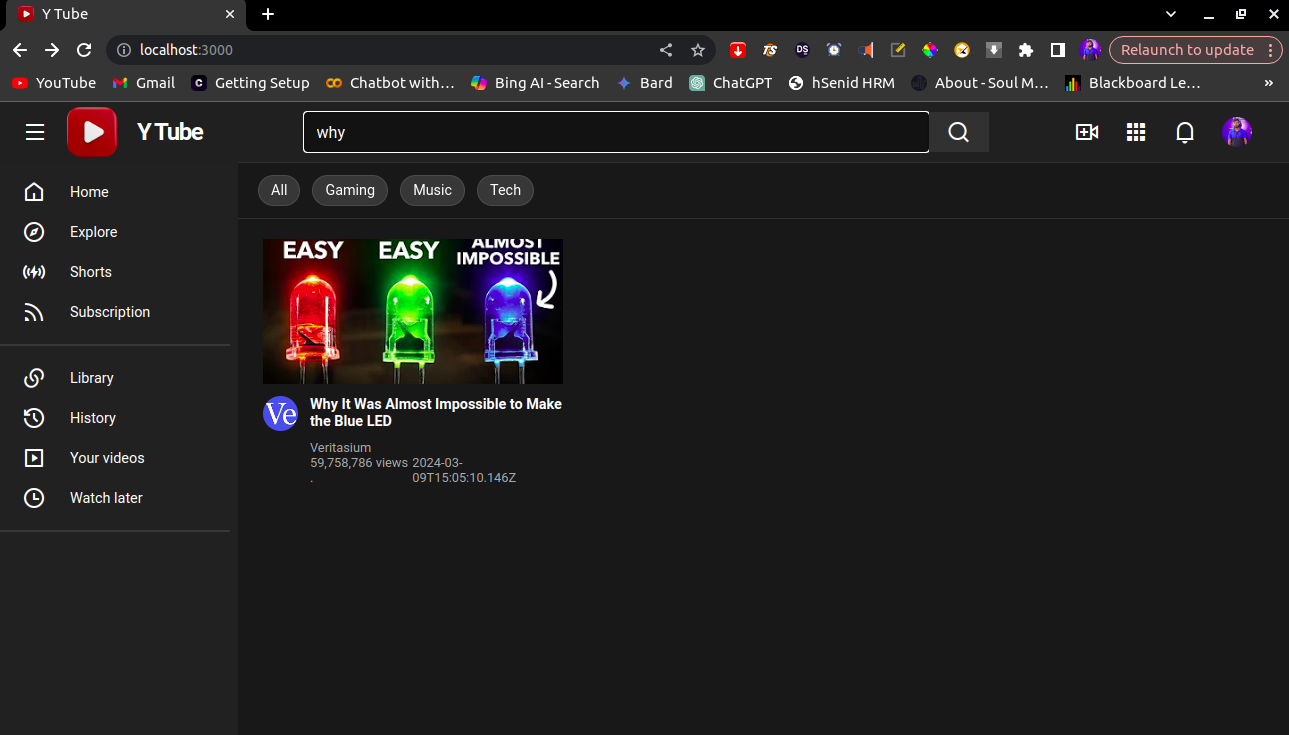 Y Tube
localhost:3000
Relaunch to update
YouTube
Gmail
Getting Setup
Chatbot with...
Bing AI - Search
Bard
ChatGPT
hSenid HRM
About - Soul M...
Blackboard Le...
»
Y Tube
why
Home
Explore
Shorts
Subscription
Library
History
Your videos
Watch later
All
Gaming
Music
Tech
EASY
EASY
ALMOST
IMPOSSIBLE
Ve
Why It Was Almost Impossible to Make
the Blue LED
Veritasium
59,758,786 views
.
2024-03-
09T15:05:10.146Z